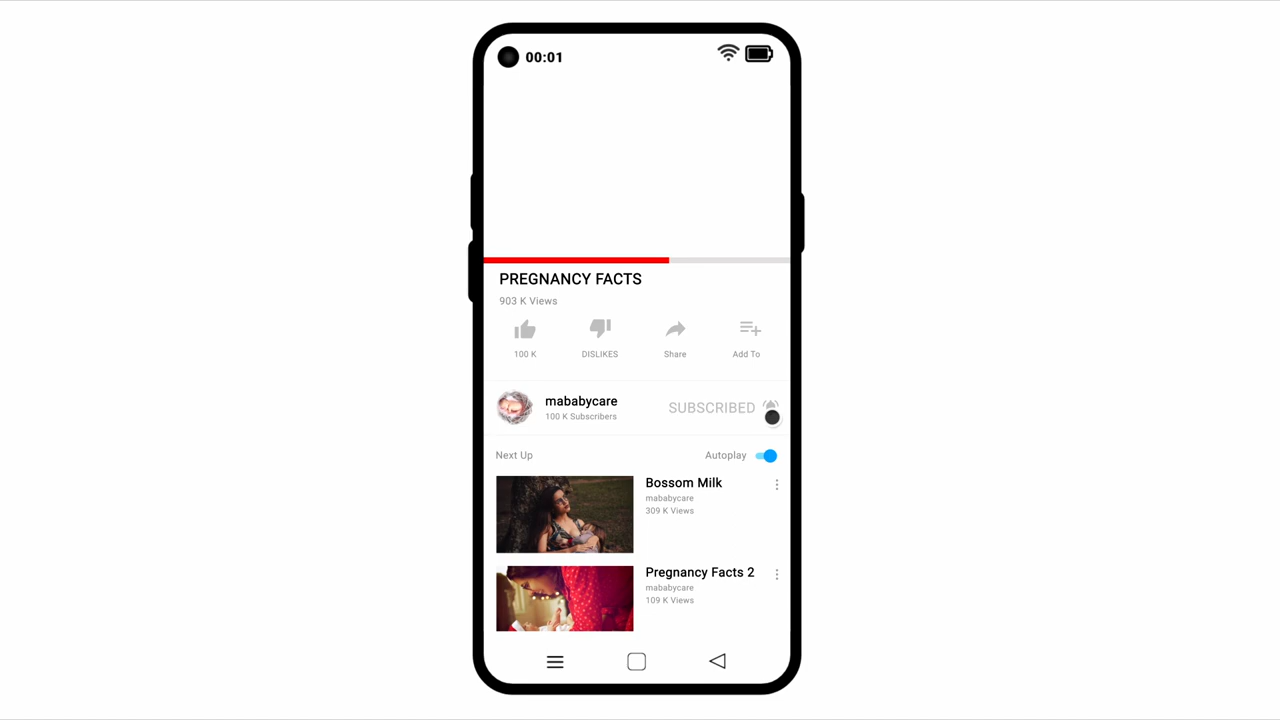 00:01
PREGNANCY FACTS
903 K Views
100 K DISLIKES Share Add To
mababycare
100 K Subscribers
SUBSCRIBED
Next Up Autoplay
Bossom Milk
mababycare
309 K Views
Pregnancy Facts 2
mababycare
109 K Views